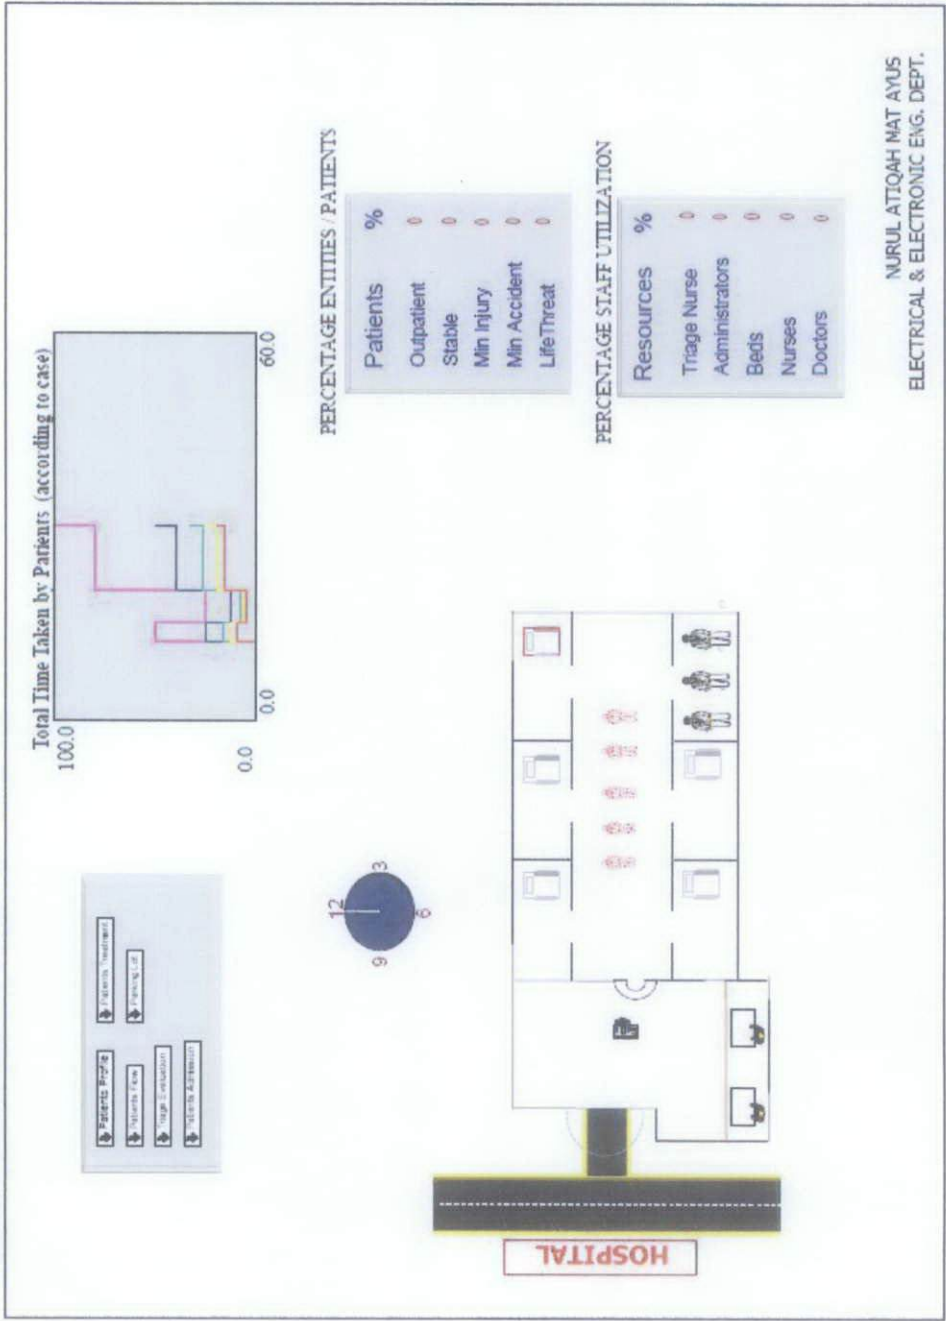 Patients Profile
Patients Flow
Triage Evaluation
Patients Admission
Patients Treatment
Parking Lot
Total Time Taken by Patients (according to case)
100.0
0.0
0.0
60.0
12
9
3
6
PERCENTAGE ENTITIES / PATIENTS
Patients %
Outpatient 0
Stable 0
Min Injury 0
Min Accident 0
LifeThreat 0
PERCENTAGE STAFF UTILIZATION
Resources %
Triage Nurse 0
Administrators 0
Beds 0
Nurses 0
Doctors 0
HOSPITAL
NURUL ATIQAH MAT AYUS
ELECTRICAL & ELECTRONIC ENG. DEPT.